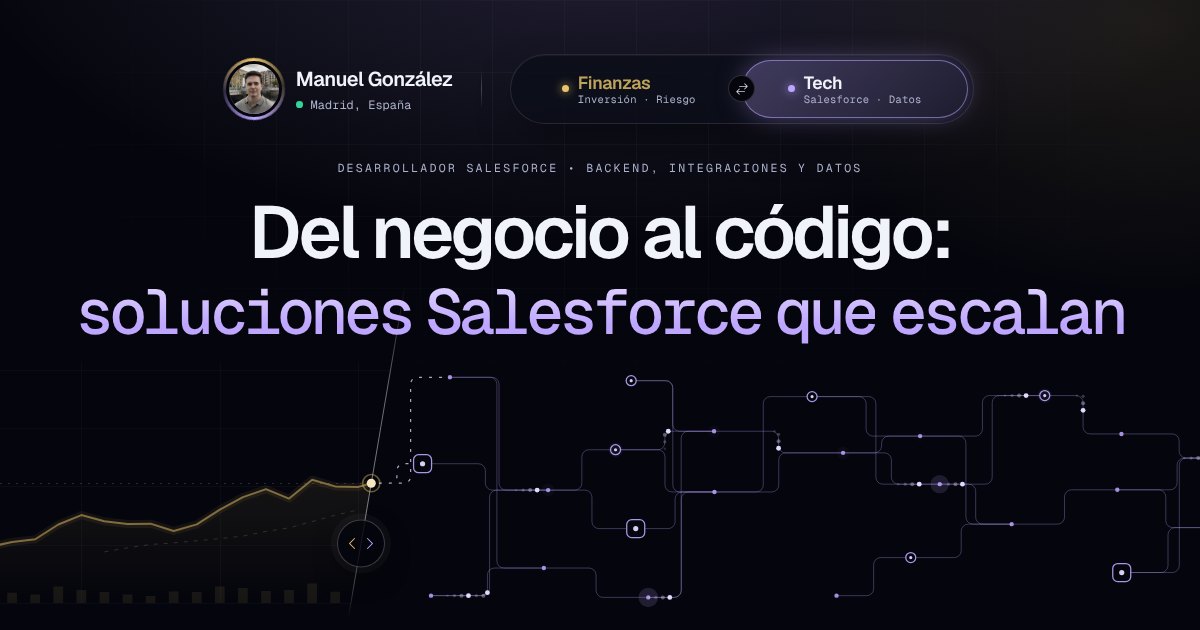 Manuel González
Madrid, España
Finanzas
Inversión · Riesgo
Tech
Salesforce · Datos
DESARROLLADOR SALESFORCE • BACKEND, INTEGRACIONES Y DATOS
Del negocio al código:
soluciones Salesforce que escalan